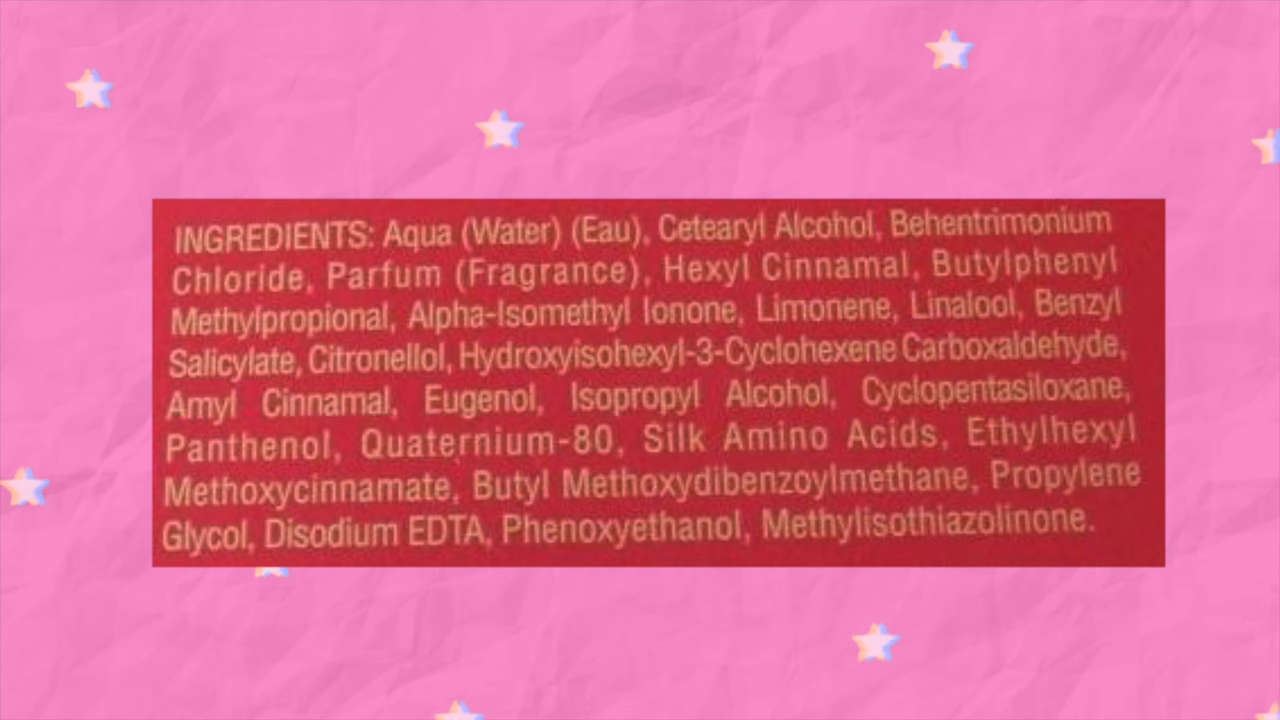 INGREDIENTS: Aqua (Water) (Eau), Cetearyl Alcohol, Behentrimonium
Chloride, Parfum (Fragrance), Hexyl Cinnamal, Butylphenyl
Methylpropional, Alpha-Isomethyl Ionone, Limonene, Linalool, Benzyl
Salicylate, Citronellol, Hydroxyisohexyl-3-Cyclohexene Carboxaldehyde,
Amyl Cinnamal, Eugenol, Isopropyl Alcohol, Cyclopentasiloxane,
Panthenol, Quaternium-80, Silk Amino Acids, Ethylhexyl
Methoxycinnamate, Butyl Methoxydibenzoylmethane, Propylene
Glycol, Disodium EDTA, Phenoxyethanol, Methylisothiazolinone.